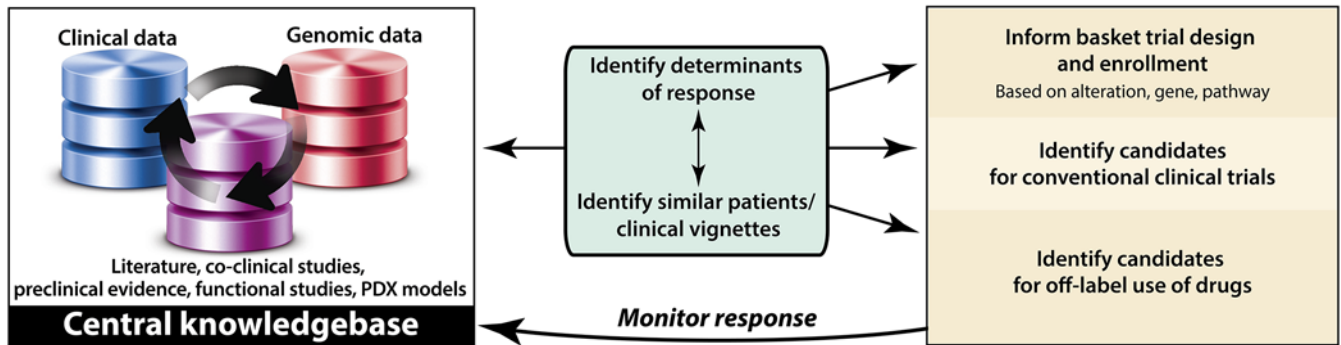 Clinical data
Genomic data
Literature, co-clinical studies,
preclinical evidence, functional studies, PDX models
Central knowledgebase
Identify determinants
of response
Identify similar patients/
clinical vignettes
Monitor response
Inform basket trial design
and enrollment
Based on alteration, gene, pathway
Identify candidates
for conventional clinical trials
Identify candidates
for off-label use of drugs